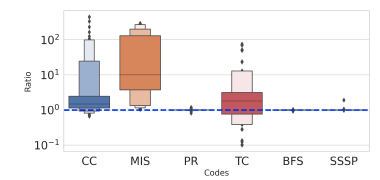 10²
10¹
10⁰
10⁻¹
Ratio
CC MIS PR TC BFS SSSP
Codes